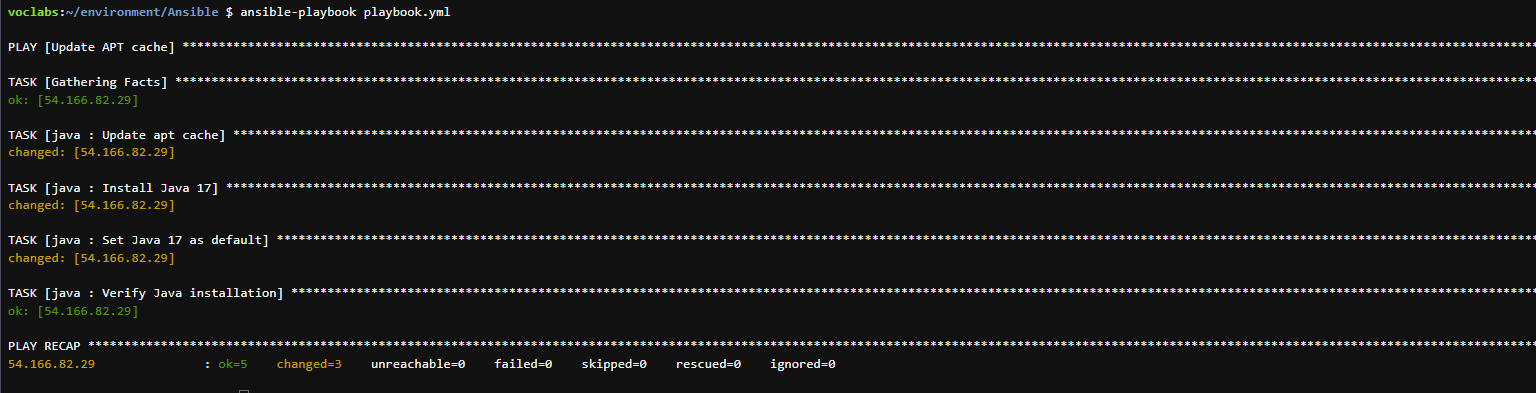 voclabs:~/environment/Ansible $ ansible-playbook playbook.yml
PLAY [Update APT cache] ****************************************************************************************************************************************************************************************
TASK [Gathering Facts] *****************************************************************************************************************************************************************************************
ok: [54.166.82.29]
TASK [java : Update apt cache] *********************************************************************************************************************************************************************************
changed: [54.166.82.29]
TASK [java : Install Java 17] **********************************************************************************************************************************************************************************
changed: [54.166.82.29]
TASK [java : Set Java 17 as default] ***************************************************************************************************************************************************************************
changed: [54.166.82.29]
TASK [java : Verify Java installation] *************************************************************************************************************************************************************************
ok: [54.166.82.29]
PLAY RECAP *****************************************************************************************************************************************************************************************************
54.166.82.29               : ok=5    changed=3    unreachable=0    failed=0    skipped=0    rescued=0    ignored=0